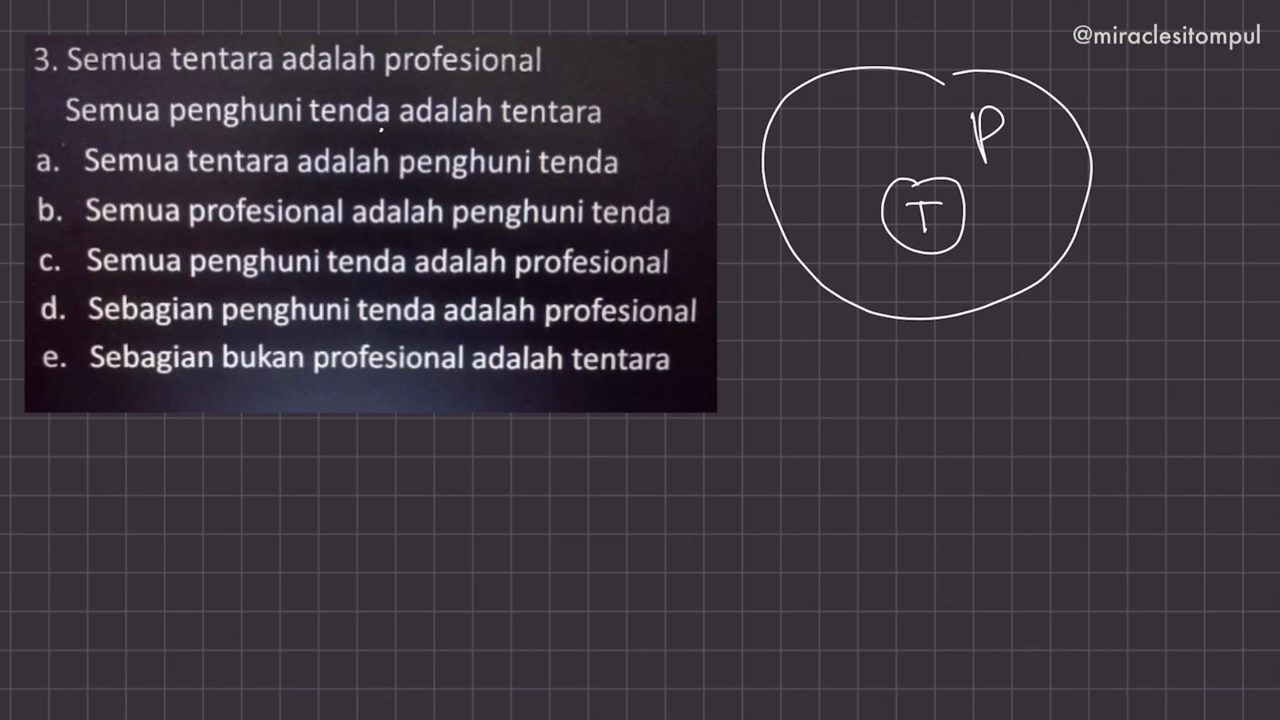 @miraclesitompul
3. Semua tentara adalah profesional
Semua penghuni tenda adalah tentara
a. Semua tentara adalah penghuni tenda
b. Semua profesional adalah penghuni tenda
c. Semua penghuni tenda adalah profesional
d. Sebagian penghuni tenda adalah profesional
e. Sebagian bukan profesional adalah tentara
P
T